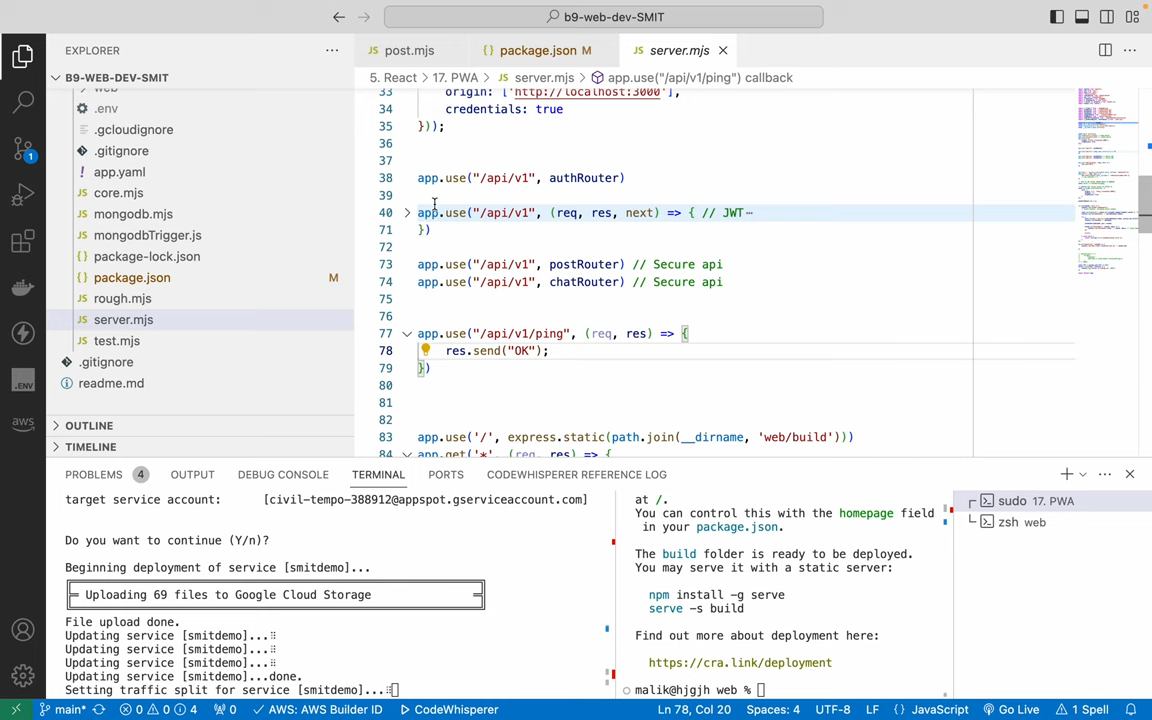 b9-web-dev-SMIT
EXPLORER
B9-WEB-DEV-SMIT
web
.env
.gcloudignore
.gitignore
app.yaml
core.mjs
mongodb.mjs
mongodbTrigger.js
package-lock.json
package.json M
rough.mjs
server.mjs
test.mjs
.gitignore
readme.md
OUTLINE
TIMELINE
post.mjs package.json M server.mjs
5. React > 17. PWA > server.mjs > app.use("/api/v1/ping") callback
33 origin: ['http://localhost:3000'],
34 credentials: true
35 }));
36
37
38 app.use("/api/v1", authRouter)
39
40 app.use("/api/v1", (req, res, next) => { // JWT
71 })
72
73 app.use("/api/v1", postRouter) // Secure api
74 app.use("/api/v1", chatRouter) // Secure api
75
76
77 app.use("/api/v1/ping", (req, res) => {
78 res.send("OK");
79 })
80
81
82
83 app.use('/', express.static(path.join(__dirname, 'web/build')))
84 app.get('*', (req, res) => {
PROBLEMS 4 OUTPUT DEBUG CONSOLE TERMINAL PORTS CODEWHISPERER REFERENCE LOG
target service account: [civil-tempo-388912@appspot.gserviceaccount.com]
Do you want to continue (Y/n)?
Beginning deployment of service [smitdemo]...
Uploading 69 files to Google Cloud Storage
File upload done.
Updating service [smitdemo]...⠿
Updating service [smitdemo]...⠿
Updating service [smitdemo]...⠿
Updating service [smitdemo]...done.
Setting traffic split for service [smitdemo]...
at /.
You can control this with the homepage field
in your package.json.
The build folder is ready to be deployed.
You may serve it with a static server:
npm install -g serve
serve -s build
Find out more about deployment here:
https://cra.link/deployment
malik@hjgjh web %
sudo 17. PWA
zsh web
.ENV
aws
1
main* 0 0 4 0 AWS: AWS Builder ID CodeWhisperer Ln 78, Col 20 Spaces: 4 UTF-8 LF {} JavaScript Go Live 1 Spell